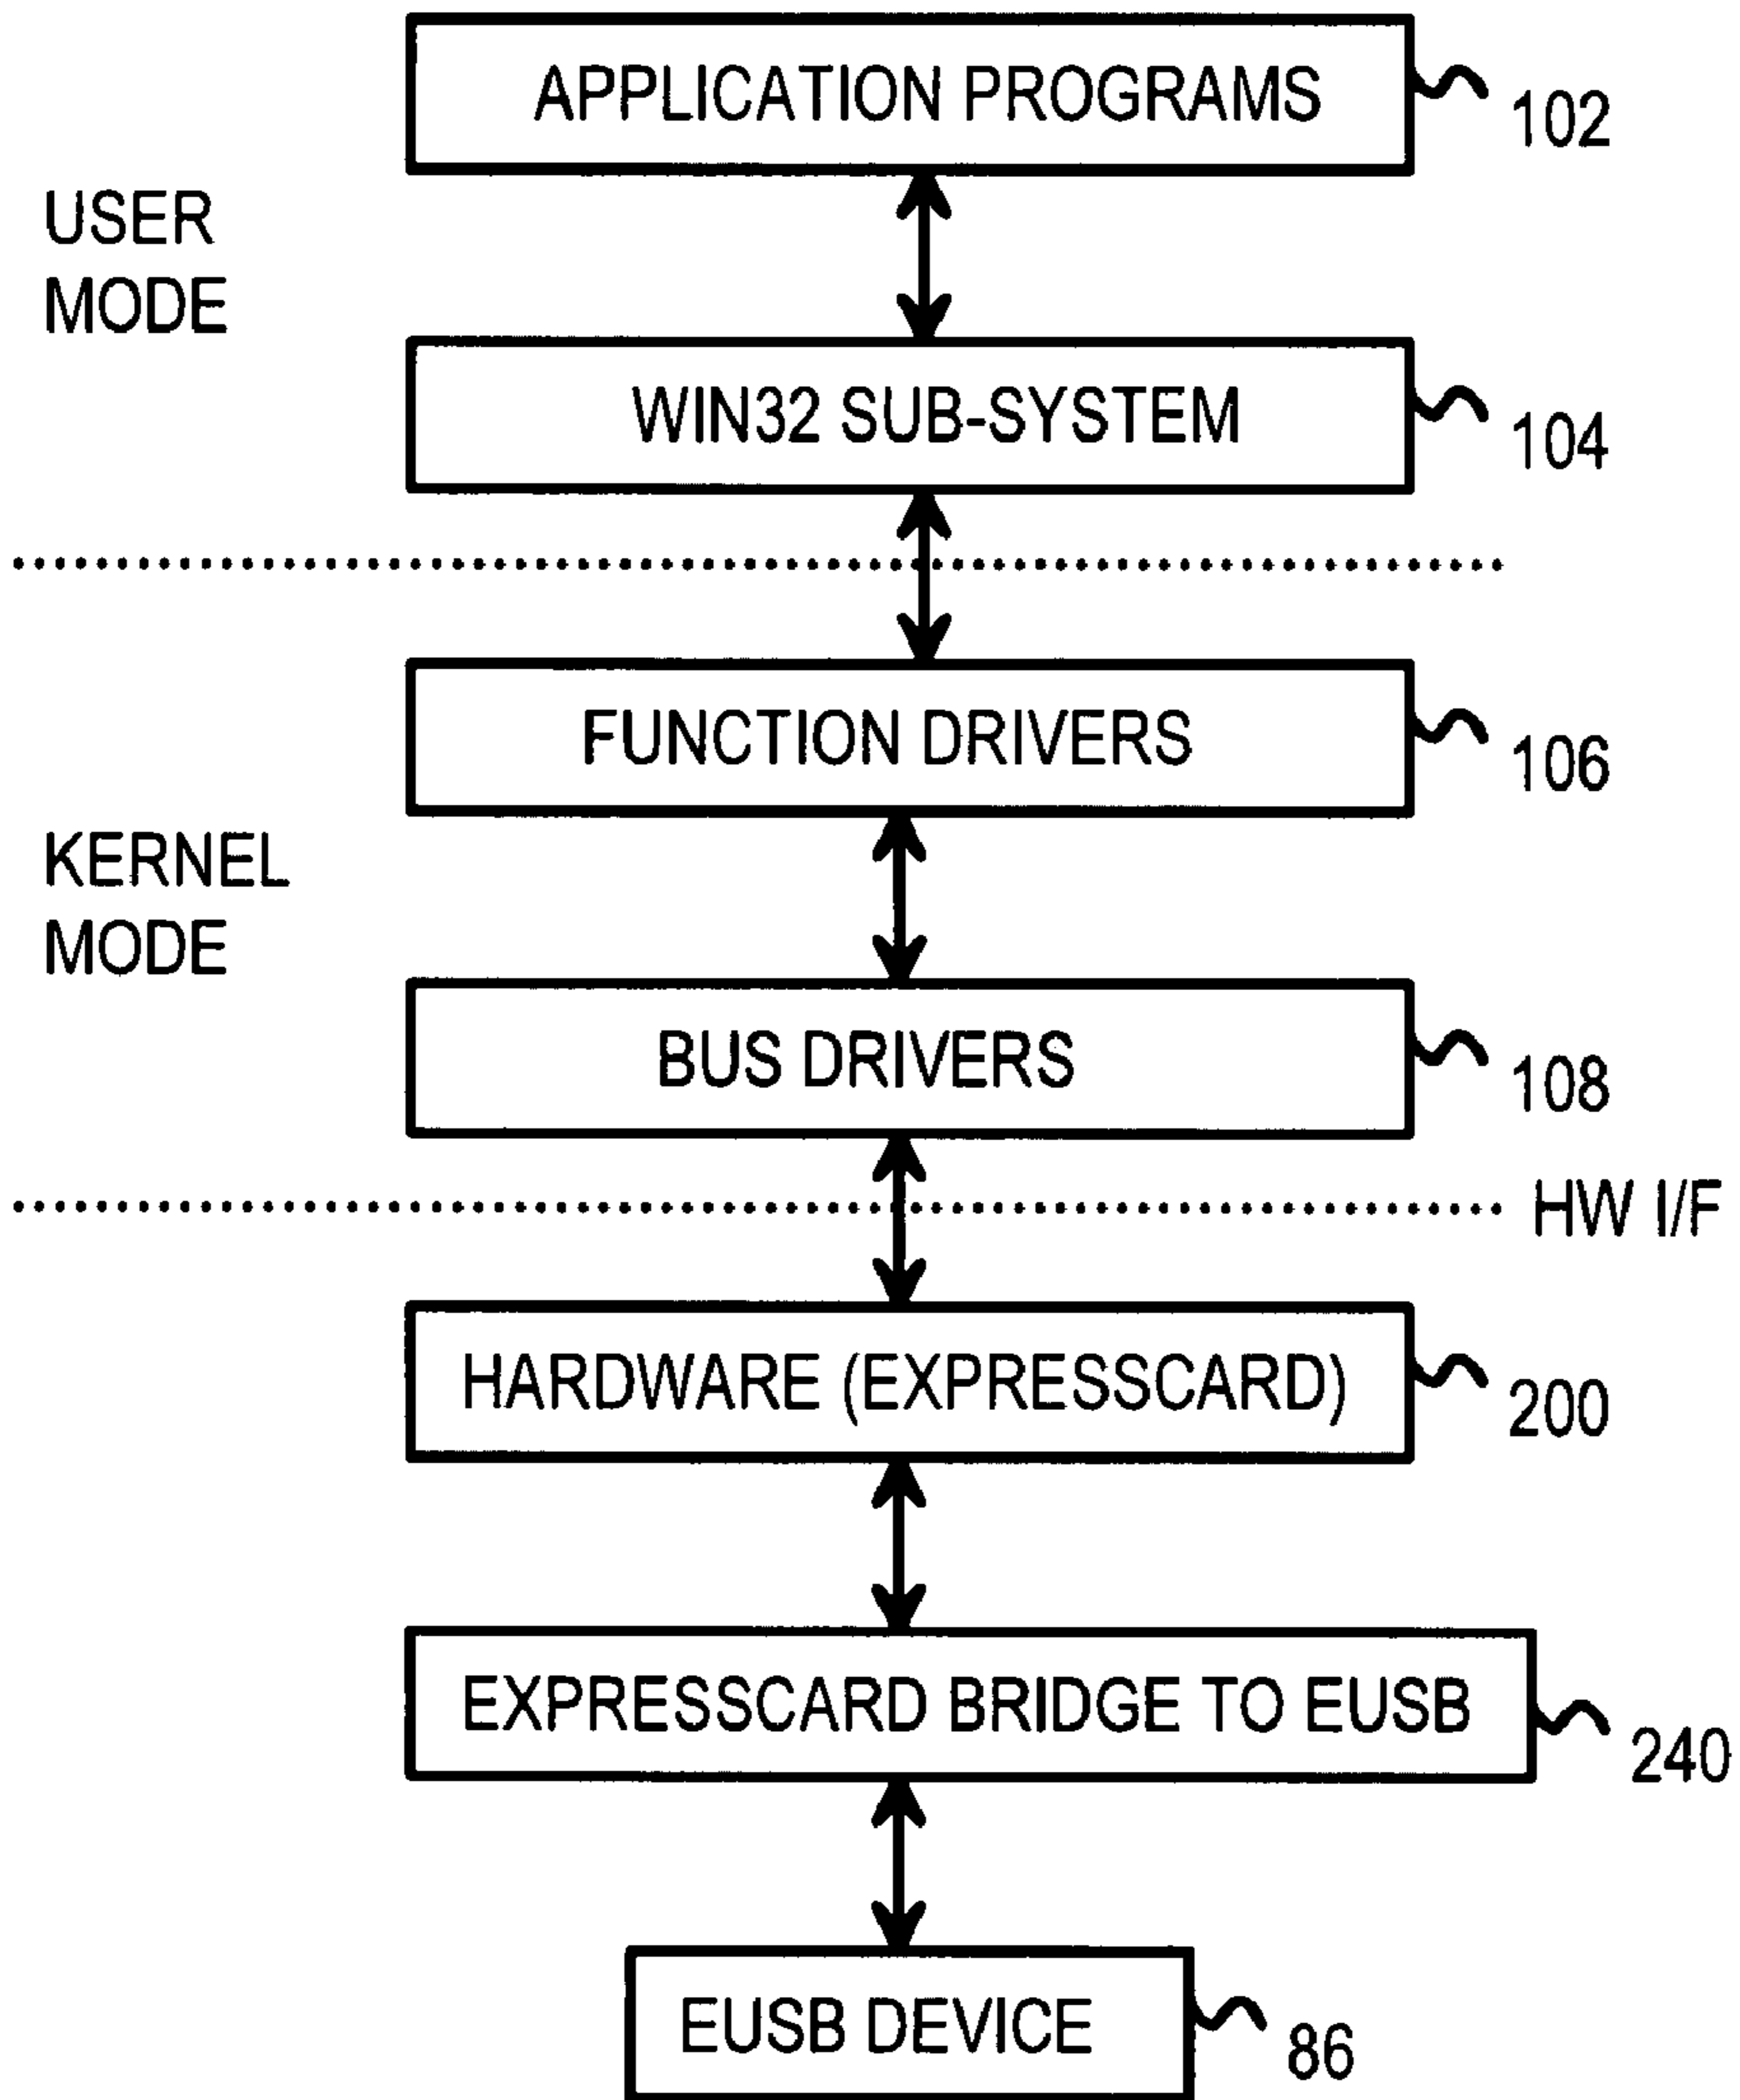 APPLICATION PROGRAMS
102
USER
MODE
WIN32 SUB-SYSTEM
104
FUNCTION DRIVERS
106
KERNEL
MODE
BUS DRIVERS
108
HW I/F
HARDWARE (EXPRESSCARD)
200
EXPRESSCARD BRIDGE TO EUSB
240
EUSB DEVICE
86